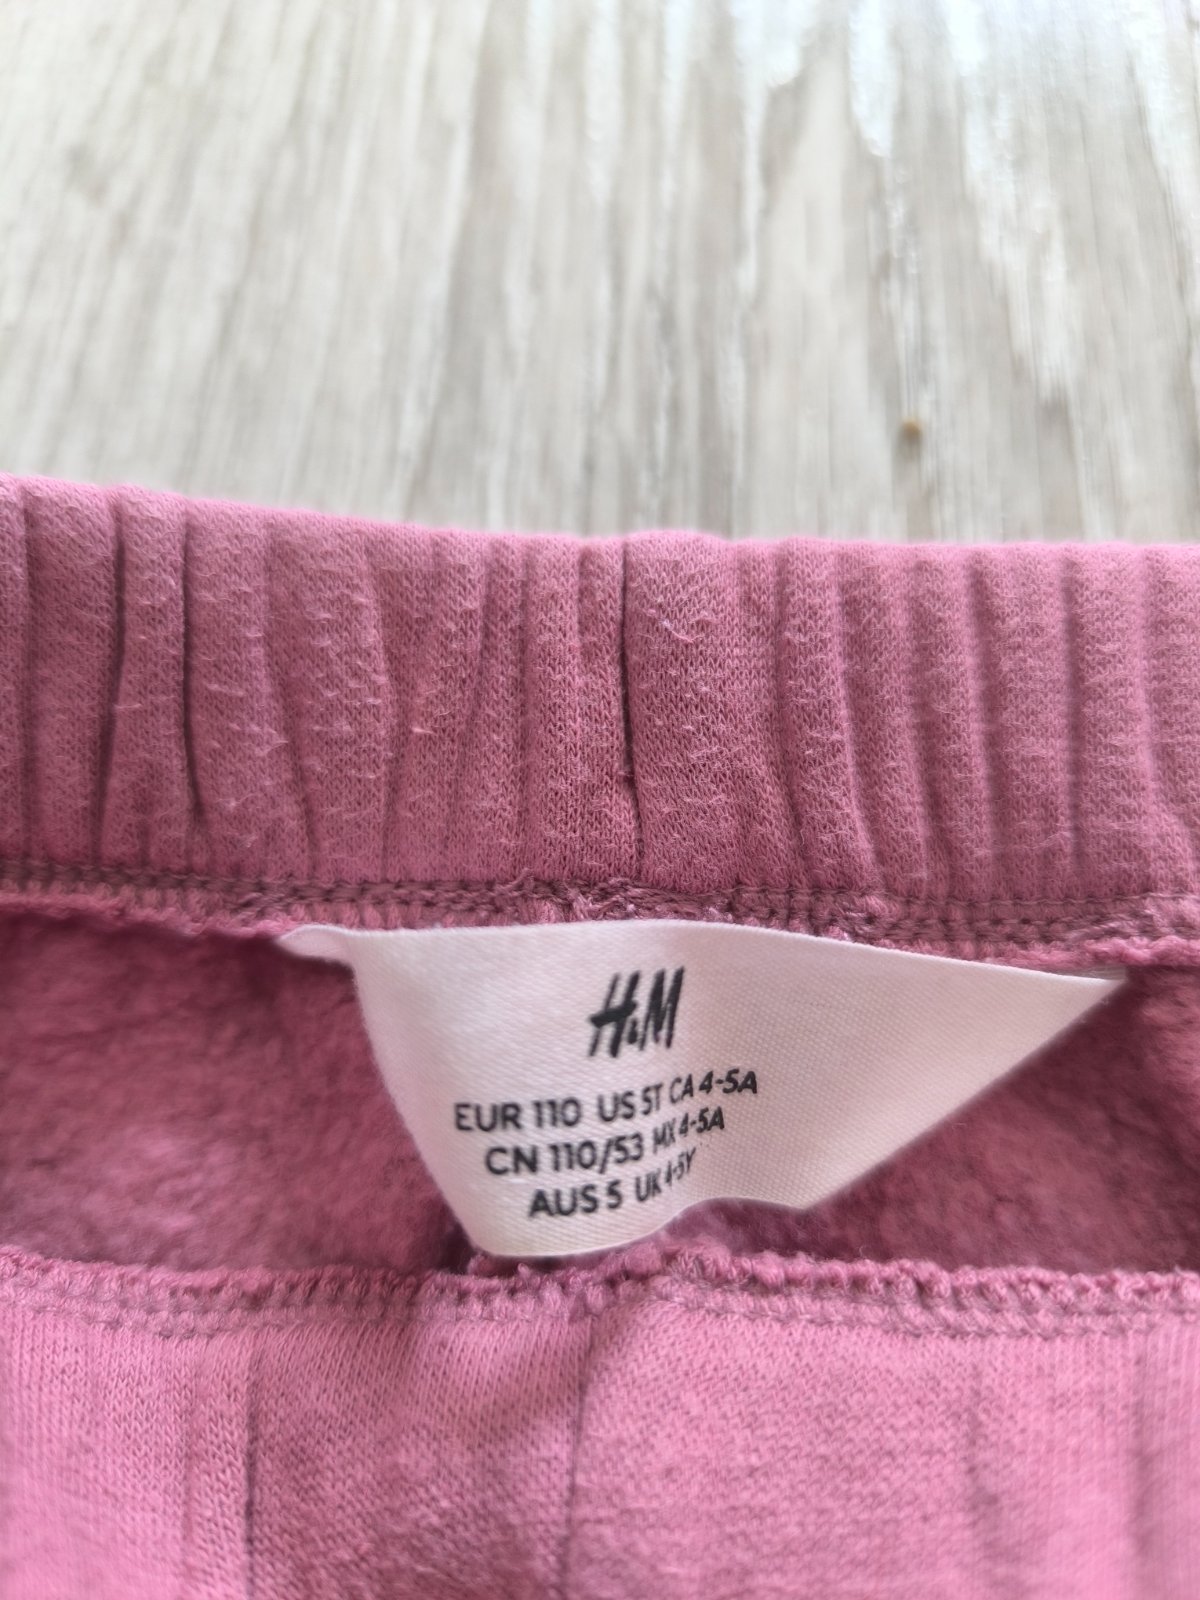 H&M
EUR 110 US 5T CA 4-5A
CN 110/53 MX 4-5A
AUS 5 UK 4-5Y